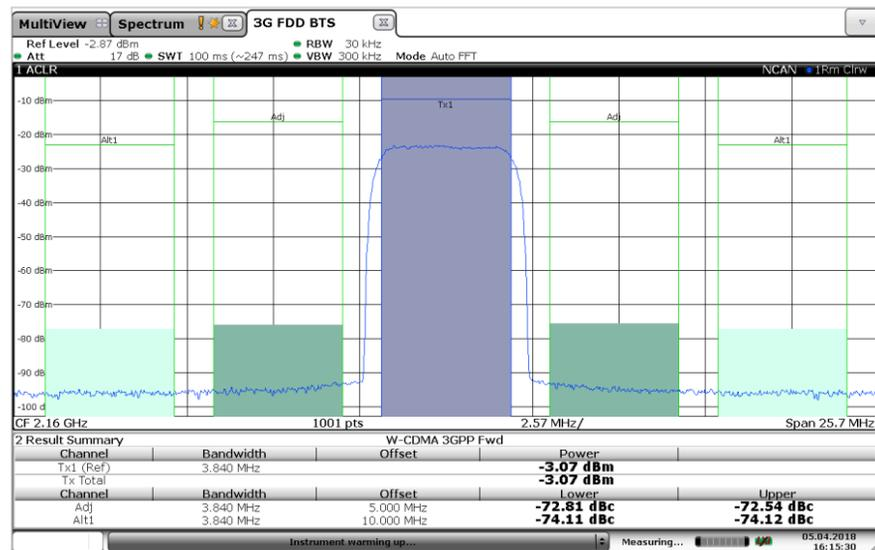 MultiView Spectrum 3G FDD BTS
Ref Level -2.87 dBm RBW 30 kHz
Att 17 dB SWT 100 ms (~247 ms) VBW 300 kHz Mode Auto FFT
1 ACLR NCAN 1Rm Clrw
-10 dBm
Tx1
Adj
Adj
-20 dBm
Alt1
Alt1
-30 dBm
-40 dBm
-50 dBm
-60 dBm
-70 dBm
-80 dBm
-90 dBm
-100 d
CF 2.16 GHz 1001 pts 2.57 MHz/ Span 25.7 MHz
2 Result Summary W-CDMA 3GPP Fwd
Channel Bandwidth Offset Power
Tx1 (Ref) 3.840 MHz -3.07 dBm
Tx Total -3.07 dBm
Channel Bandwidth Offset Lower Upper
Adj 3.840 MHz 5.000 MHz -72.81 dBc -72.54 dBc
Alt1 3.840 MHz 10.000 MHz -74.11 dBc -74.12 dBc
Instrument warming up... Measuring... 05.04.2018
16:15:30